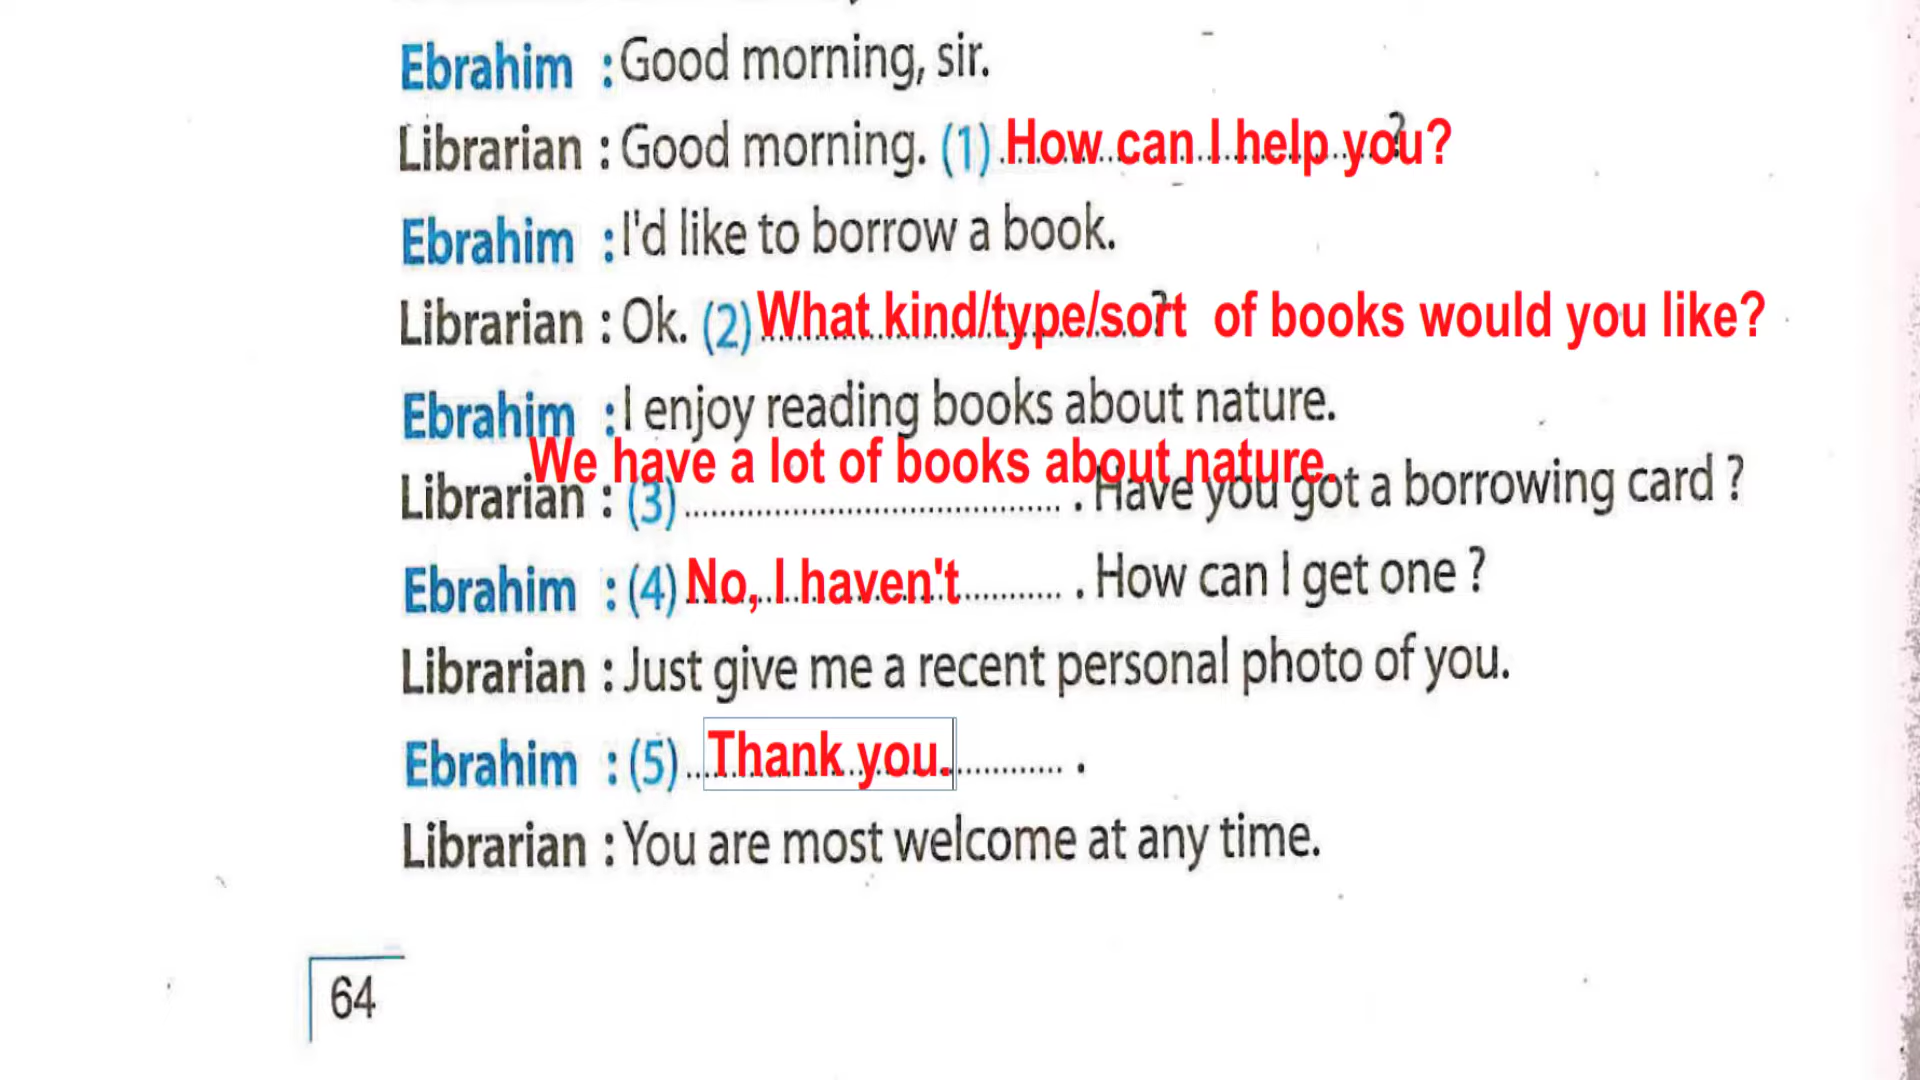 Ebrahim : Good morning, sir.
Librarian : Good morning. (1) How can I help you?
Ebrahim : I'd like to borrow a book.
Librarian : Ok. (2) What kind/type/sort of books would you like?
Ebrahim : I enjoy reading books about nature.
We have a lot of books about nature.
Librarian : (3) ........................................ . Have you got a borrowing card ?
Ebrahim : (4) No, I haven't .......... . How can I get one ?
Librarian : Just give me a recent personal photo of you.
Ebrahim : (5) .. Thank you. .......... .
Librarian : You are most welcome at any time.
64